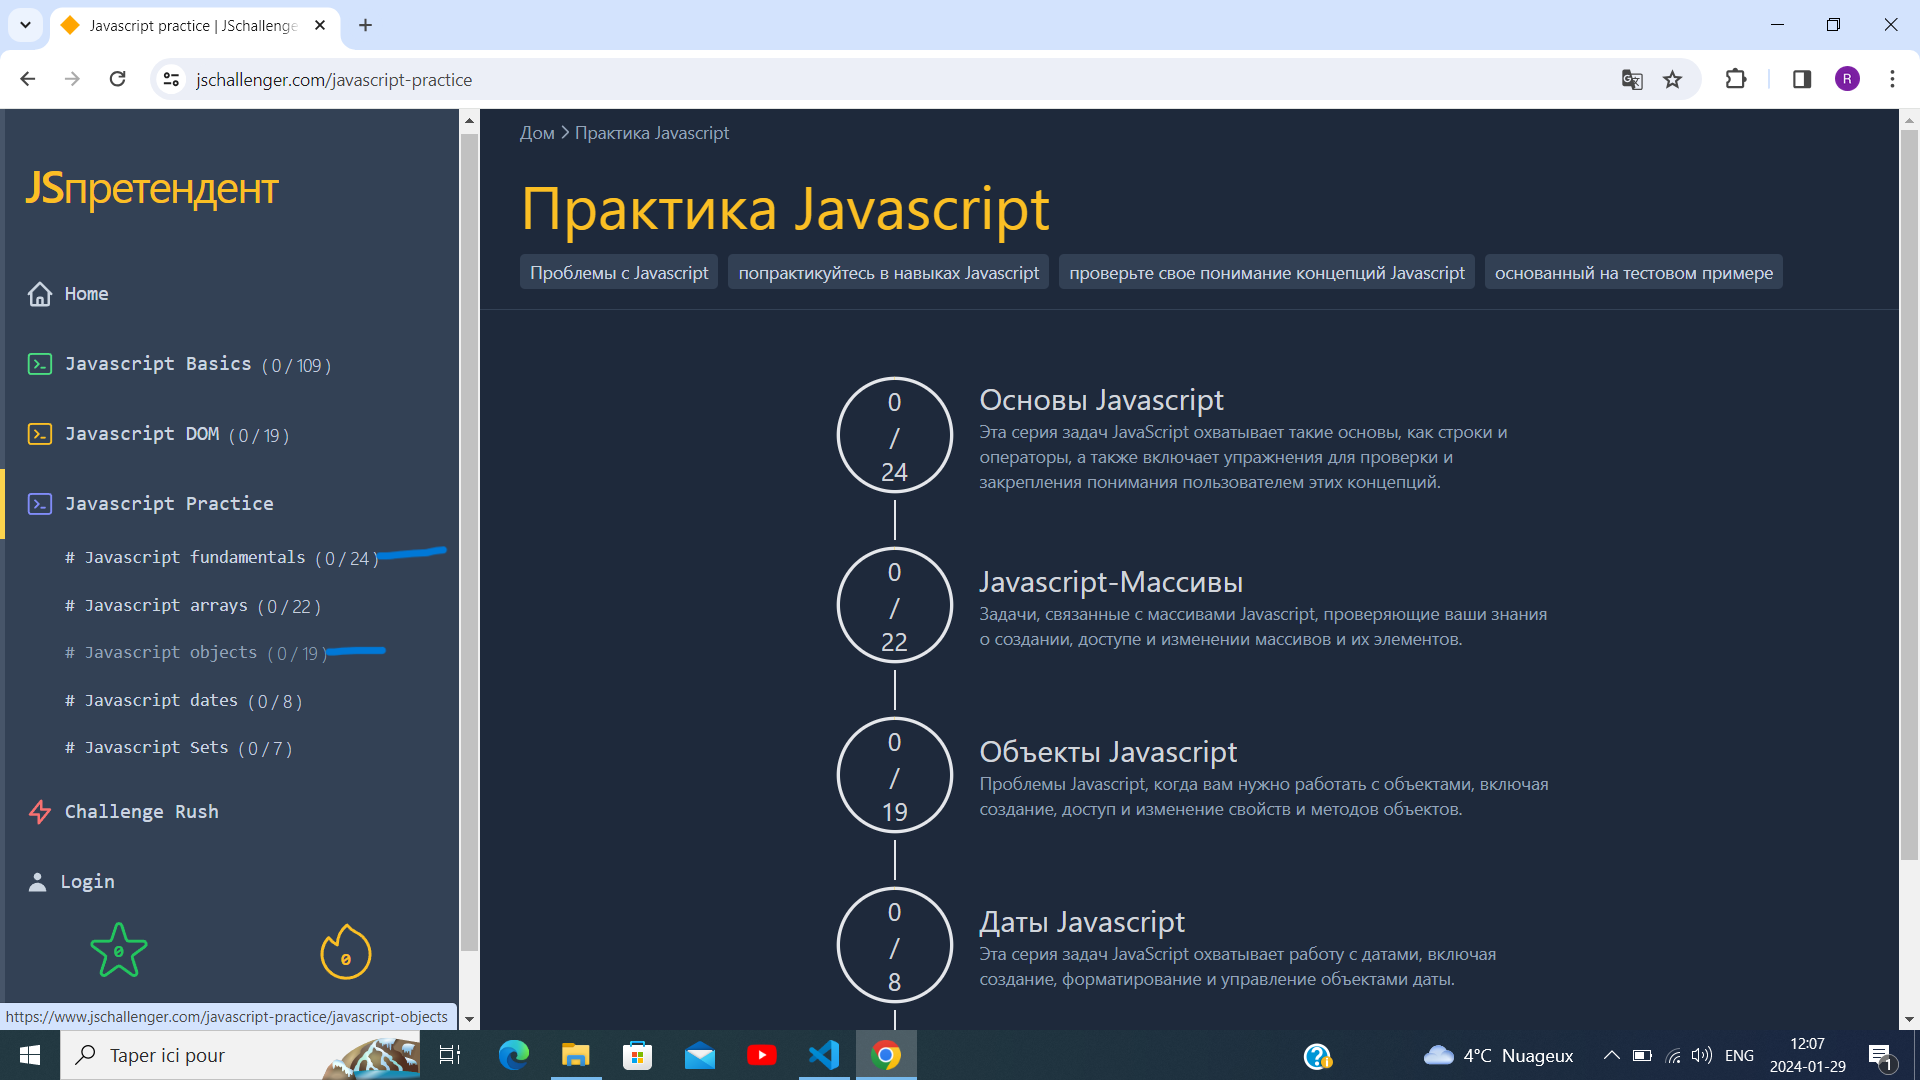 Javascript practice | JSchallenge
jschallenger.com/javascript-practice
R
JSпретендент
Home
Javascript Basics ( 0 / 109 )
Javascript DOM ( 0 / 19 )
Javascript Practice
# Javascript fundamentals ( 0 / 24 )
# Javascript arrays ( 0 / 22 )
# Javascript objects ( 0 / 19 )
# Javascript dates ( 0 / 8 )
# Javascript Sets ( 0 / 7 )
Challenge Rush
Login
0
0
https://www.jschallenger.com/javascript-practice/javascript-objects
Дом > Практика Javascript
Практика Javascript
Проблемы с Javascript
попрактикуйтесь в навыках Javascript
проверьте свое понимание концепций Javascript
основанный на тестовом примере
0
/
24
Основы Javascript
Эта серия задач JavaScript охватывает такие основы, как строки и
операторы, а также включает упражнения для проверки и
закрепления понимания пользователем этих концепций.
0
/
22
Javascript-Массивы
Задачи, связанные с массивами Javascript, проверяющие ваши знания
о создании, доступе и изменении массивов и их элементов.
0
/
19
Объекты Javascript
Проблемы Javascript, когда вам нужно работать с объектами, включая
создание, доступ и изменение свойств и методов объектов.
0
/
8
Даты Javascript
Эта серия задач JavaScript охватывает работу с датами, включая
создание, форматирование и управление объектами даты.
Taper ici pour
4°C Nuageux
ENG
12:07
2024-01-29
1